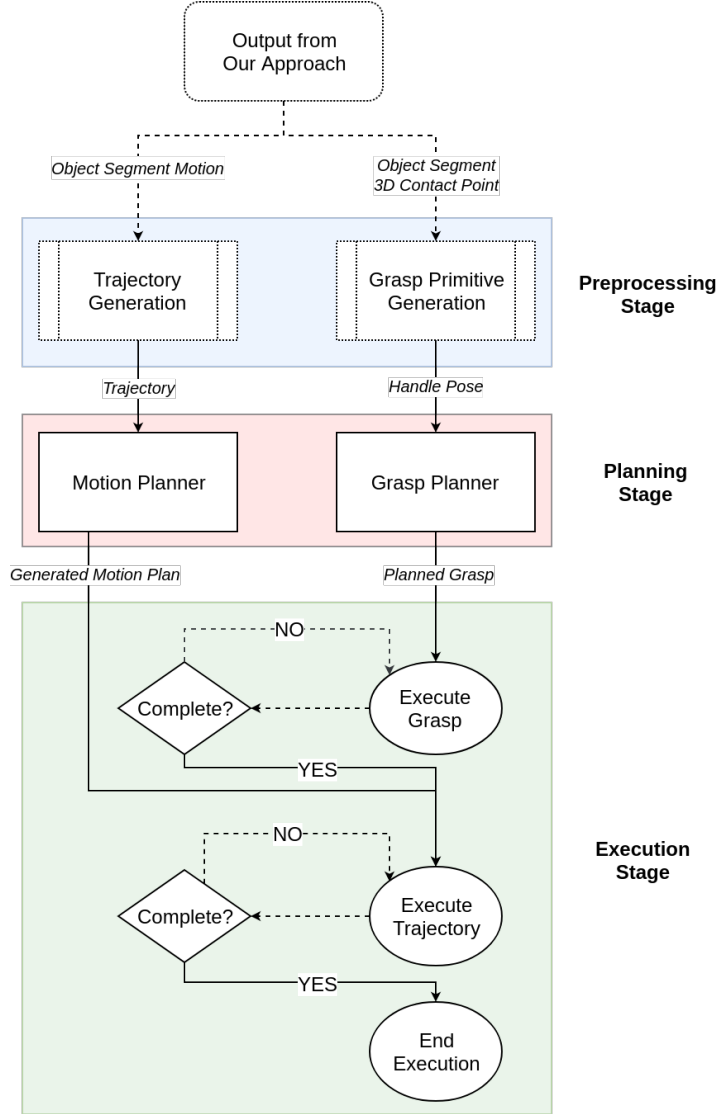 Output from
Our Approach
Object Segment Motion
Object Segment
3D Contact Point
Trajectory
Generation
Grasp Primitive
Generation
Preprocessing
Stage
Trajectory
Handle Pose
Motion Planner
Grasp Planner
Planning
Stage
Generated Motion Plan
Planned Grasp
NO
Complete?
Execute
Grasp
YES
NO
Complete?
Execute
Trajectory
Execution
Stage
YES
End
Execution